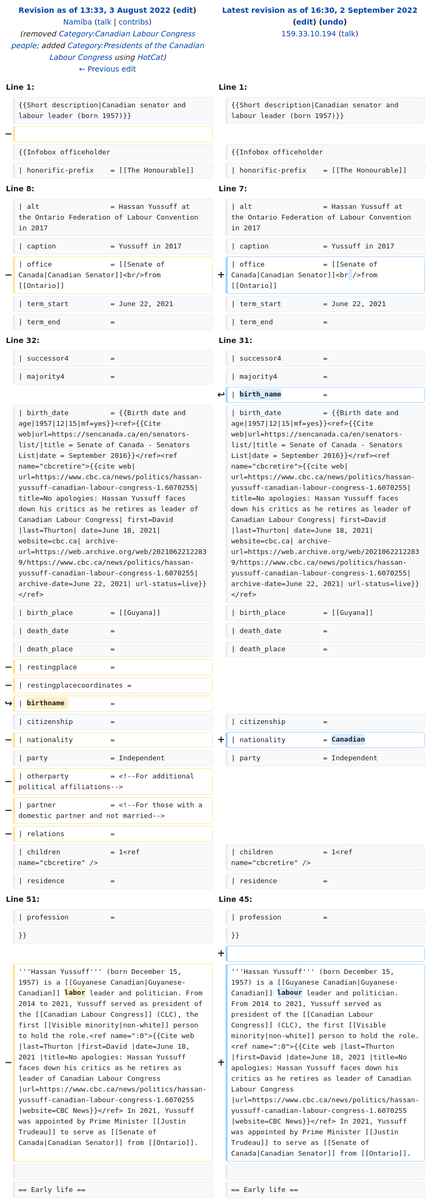 Revision as of 13:33, 3 August 2022 (edit)
Namiba (talk | contribs)
(removed Category:Canadian Labour Congress
people; added Category:Presidents of the Canadian
Labour Congress using HotCat)
← Previous edit
Latest revision as of 16:30, 2 September 2022
(edit) (undo)
159.33.10.194 (talk)
Line 1:
Line 1:
{{Short description|Canadian senator and
labour leader (born 1957)}}
{{Short description|Canadian senator and
labour leader (born 1957)}}
−
{{Infobox officeholder
{{Infobox officeholder
| honorific-prefix = [[The Honourable]]
| honorific-prefix = [[The Honourable]]
Line 8:
Line 7:
| alt = Hassan Yussuff at
the Ontario Federation of Labour Convention
in 2017
| alt = Hassan Yussuff at
the Ontario Federation of Labour Convention
in 2017
| caption = Yussuff in 2017
| caption = Yussuff in 2017
− | office = [[Senate of
Canada|Canadian Senator]]<br/>from
[[Ontario]]
+ | office = [[Senate of
Canada|Canadian Senator]]<br />from
[[Ontario]]
| term_start = June 22, 2021
| term_start = June 22, 2021
| term_end =
| term_end =
Line 32:
Line 31:
| successor4 =
| successor4 =
| majority4 =
| majority4 =
↩ | birth_name =
| birth_date = {{Birth date and
age|1957|12|15|mf=yes}}<ref>{{Cite
web|url=https://sencanada.ca/en/senators-
list/|title = Senate of Canada - Senators
List|date = September 2016}}</ref><ref
name="cbcretire">{{cite web|
url=https://www.cbc.ca/news/politics/hassan-
yussuff-canadian-labour-congress-1.6070255|
title=No apologies: Hassan Yussuff faces
down his critics as he retires as leader of
Canadian Labour Congress| first=David
|last=Thurton| date=June 18, 2021|
website=cbc.ca| archive-
url=https://web.archive.org/web/2021062212283
9/https://www.cbc.ca/news/politics/hassan-
yussuff-canadian-labour-congress-1.6070255|
archive-date=June 22, 2021| url-status=live}}
</ref>
| birth_date = {{Birth date and
age|1957|12|15|mf=yes}}<ref>{{Cite
web|url=https://sencanada.ca/en/senators-
list/|title = Senate of Canada - Senators
List|date = September 2016}}</ref><ref
name="cbcretire">{{cite web|
url=https://www.cbc.ca/news/politics/hassan-
yussuff-canadian-labour-congress-1.6070255|
title=No apologies: Hassan Yussuff faces
down his critics as he retires as leader of
Canadian Labour Congress| first=David
|last=Thurton| date=June 18, 2021|
website=cbc.ca| archive-
url=https://web.archive.org/web/2021062212283
9/https://www.cbc.ca/news/politics/hassan-
yussuff-canadian-labour-congress-1.6070255|
archive-date=June 22, 2021| url-status=live}}
</ref>
| birth_place = [[Guyana]]
| birth_place = [[Guyana]]
| death_date =
| death_date =
| death_place =
| death_place =
− | restingplace =
− | restingplacecoordinates =
↪ | birthname =
| citizenship =
| citizenship =
− | nationality =
+ | nationality = Canadian
| party = Independent
| party = Independent
− | otherparty = <!--For additional
political affiliations-->
− | partner = <!--For those with a
domestic partner and not married-->
− | relations =
| children = 1<ref
name="cbcretire" />
| children = 1<ref
name="cbcretire" />
| residence =
| residence =
Line 51:
Line 45:
| profession =
| profession =
}}
}}
+
− '''Hassan Yussuff''' (born December 15,
1957) is a [[Guyanese Canadian|Guyanese-
Canadian]] labor leader and politician. From
2014 to 2021, Yussuff served as president of
the [[Canadian Labour Congress]] (CLC), the
first [[Visible minority|non-white]] person
to hold the role.<ref name=":0">{{Cite web
|last=Thurton |first=David |date=June 18,
2021 |title=No apologies: Hassan Yussuff
faces down his critics as he retires as
leader of Canadian Labour Congress
|url=https://www.cbc.ca/news/politics/hassan-
yussuff-canadian-labour-congress-1.6070255
|website=CBC News}}</ref> In 2021, Yussuff
was appointed by Prime Minister [[Justin
Trudeau]] to serve as [[Senate of
Canada|Canadian Senator]] from [[Ontario]].
+ '''Hassan Yussuff''' (born December 15,
1957) is a [[Guyanese Canadian|Guyanese-
Canadian]] labour leader and politician.
From 2014 to 2021, Yussuff served as
president of the [[Canadian Labour
Congress]] (CLC), the first [[Visible
minority|non-white]] person to hold the role.
<ref name=":0">{{Cite web |last=Thurton
|first=David |date=June 18, 2021 |title=No
apologies: Hassan Yussuff faces down his
critics as he retires as leader of Canadian
Labour Congress
|url=https://www.cbc.ca/news/politics/hassan-
yussuff-canadian-labour-congress-1.6070255
|website=CBC News}}</ref> In 2021, Yussuff
was appointed by Prime Minister [[Justin
Trudeau]] to serve as [[Senate of
Canada|Canadian Senator]] from [[Ontario]].
== Early life ==
== Early life ==